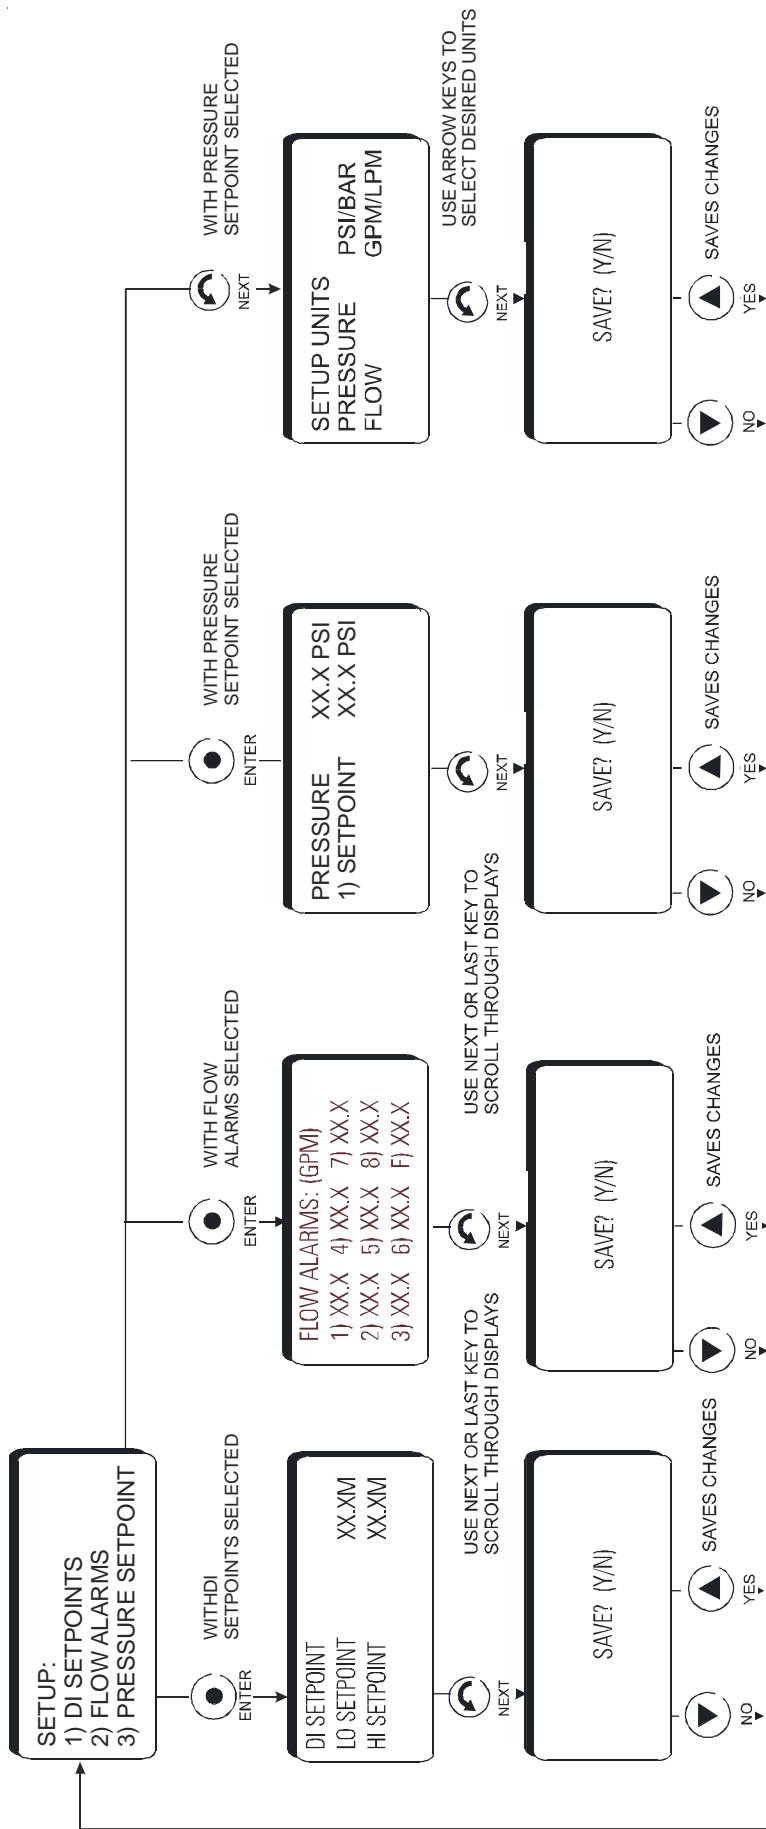 SETUP:
1) DI SETPOINTS
2) FLOW ALARMS
3) PRESSURE SETPOINT
ENTER
WITHDI
SETPOINTS SELECTED
DI SETPOINT
LO SETPOINT XX.XM
HI SETPOINT XX.XM
NEXT
USE NEXT OR LAST KEY TO
SCROLL THROUGH DISPLAYS
SAVE? (Y/N)
NO
YES
SAVES CHANGES
ENTER
WITH FLOW
ALARMS SELECTED
FLOW ALARMS: (GPM)
1) XX.X 4) XX.X 7) XX.X
2) XX.X 5) XX.X 8) XX.X
3) XX.X 6) XX.X F) XX.X
NEXT
USE NEXT OR LAST KEY TO
SCROLL THROUGH DISPLAYS
SAVE? (Y/N)
NO
YES
SAVES CHANGES
ENTER
WITH PRESSURE
SETPOINT SELECTED
PRESSURE XX.X PSI
1) SETPOINT XX.X PSI
NEXT
SAVE? (Y/N)
NO
YES
SAVES CHANGES
NEXT
WITH PRESSURE
SETPOINT SELECTED
SETUP UNITS
PRESSURE PSI/BAR
FLOW GPM/LPM
NEXT
USE ARROW KEYS TO
SELECT DESIRED UNITS
SAVE? (Y/N)
NO
YES
SAVES CHANGES